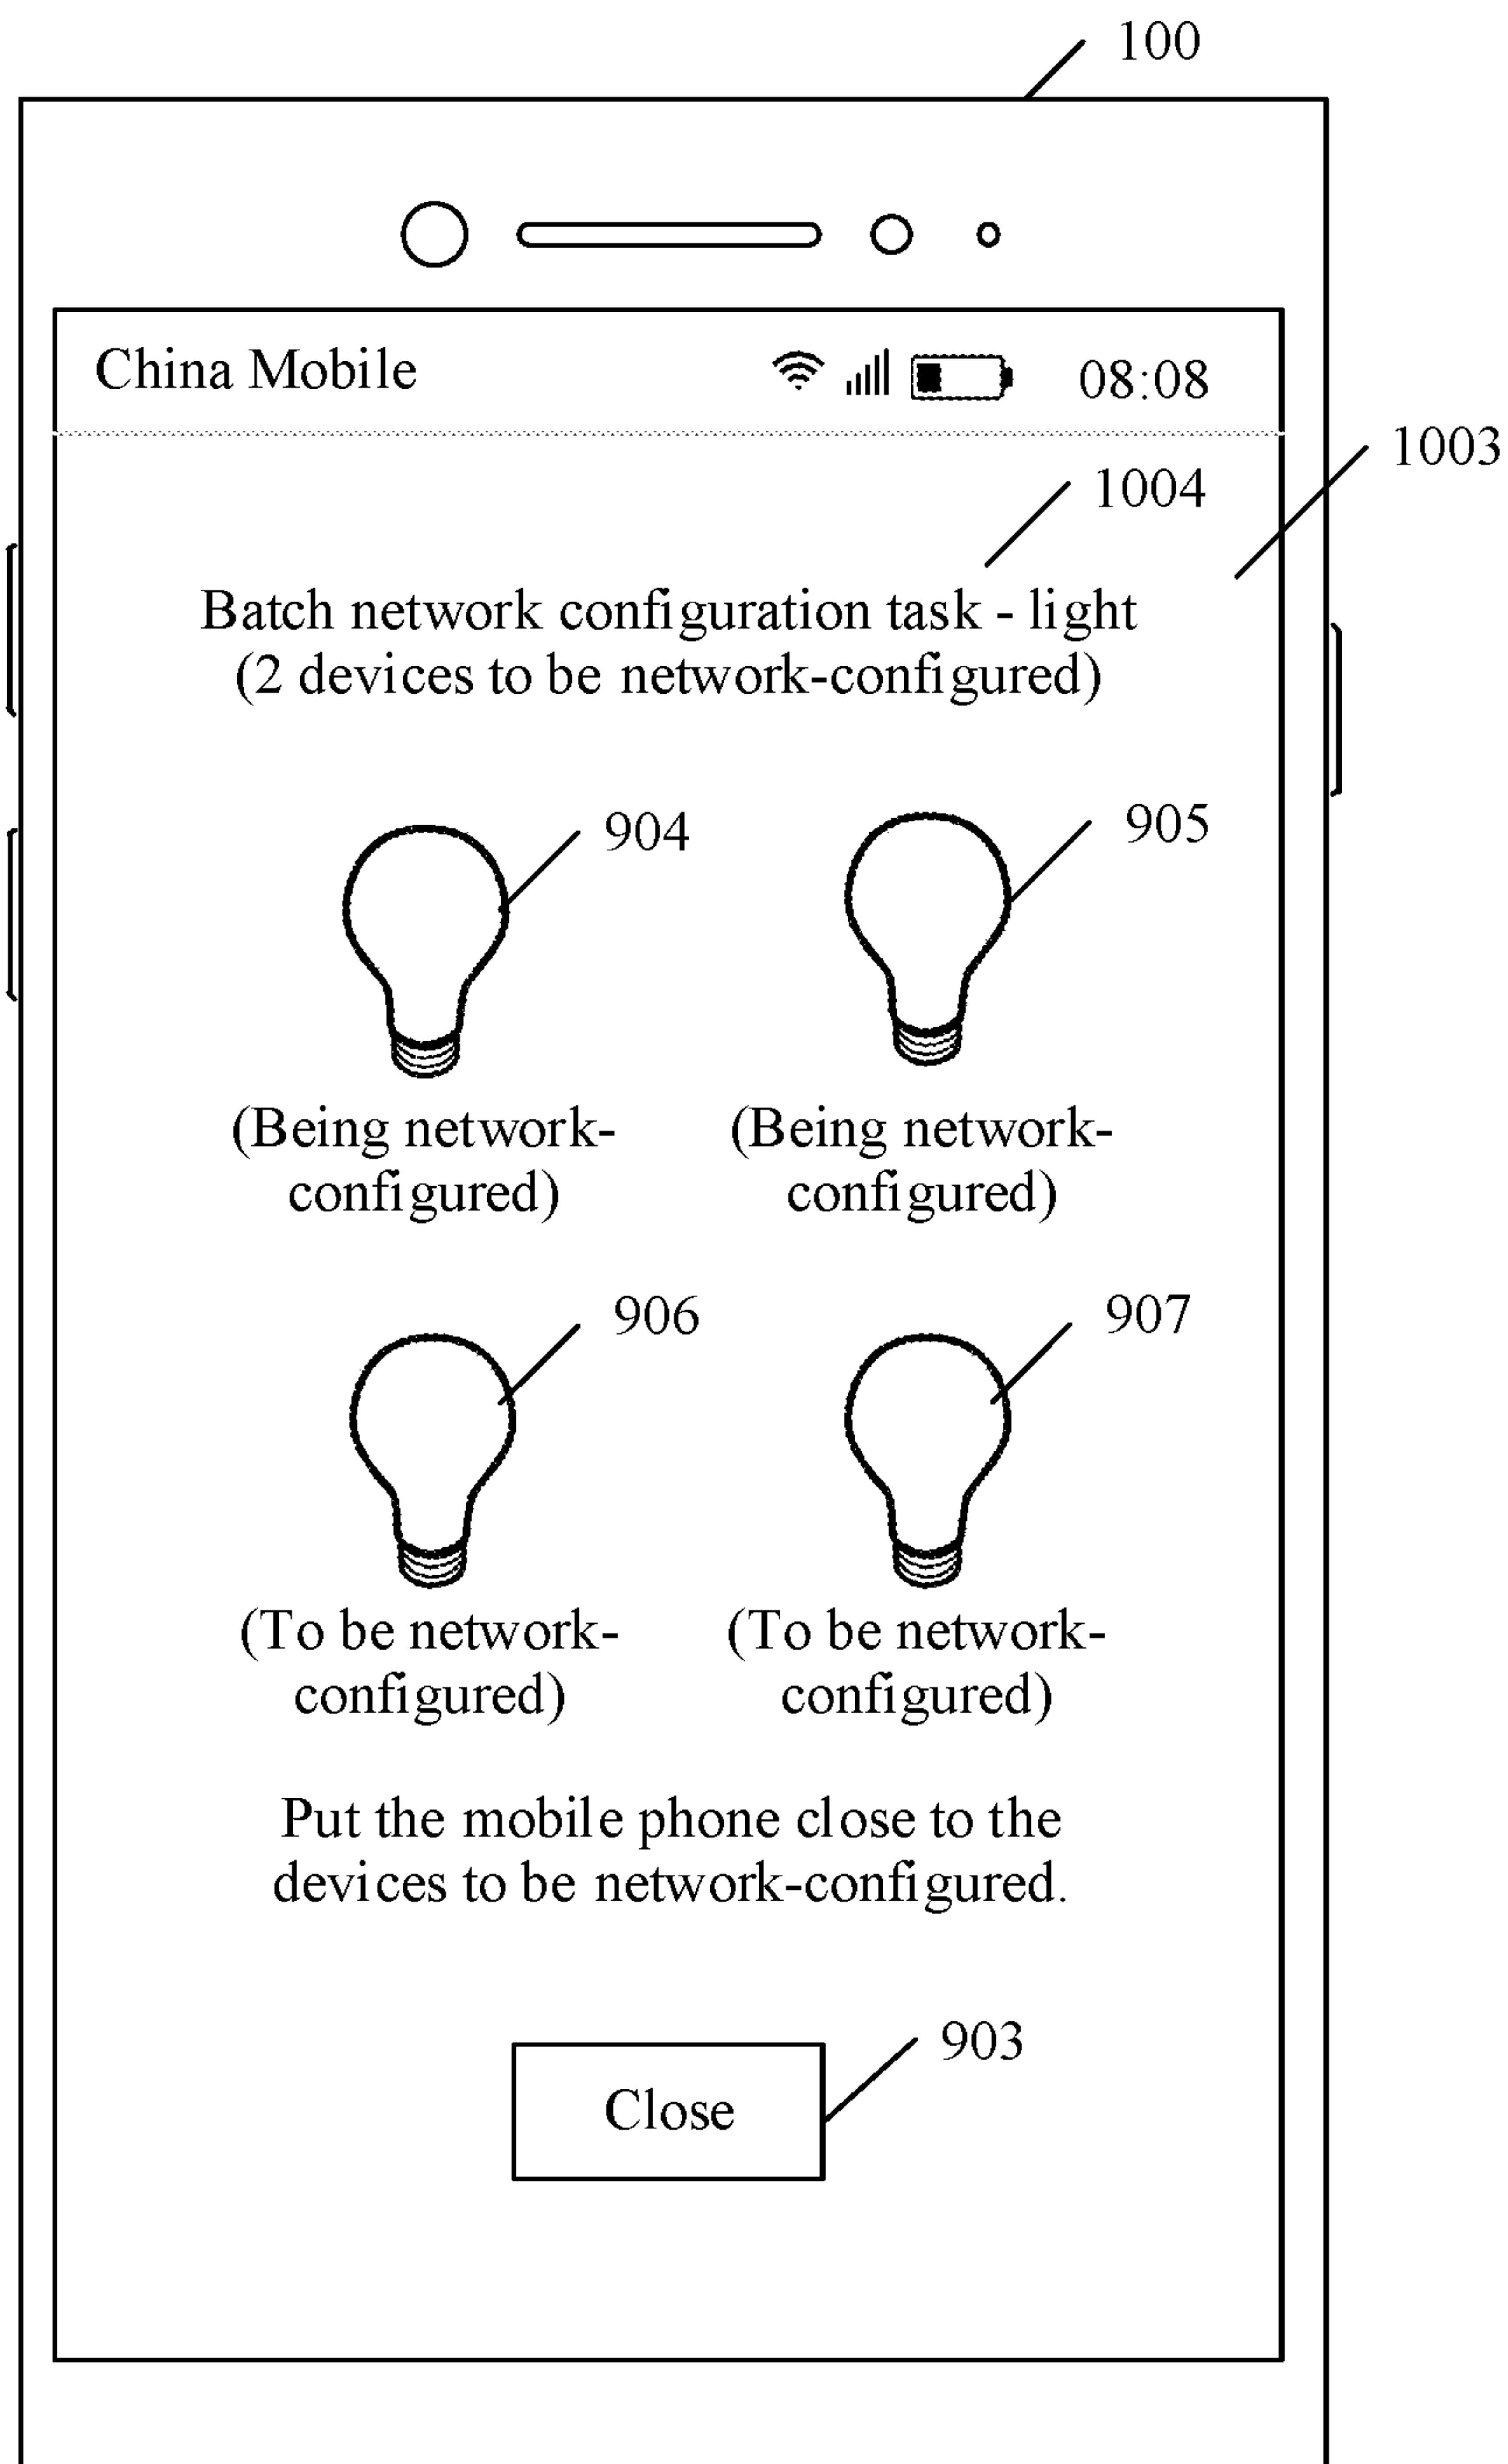 100
China Mobile 08:08
1003
1004
Batch network configuration task - light
(2 devices to be network-configured)
904 905
(Being network- (Being network-
configured) configured)
906 907
(To be network- (To be network-
configured) configured)
Put the mobile phone close to the
devices to be network-configured.
903
Close